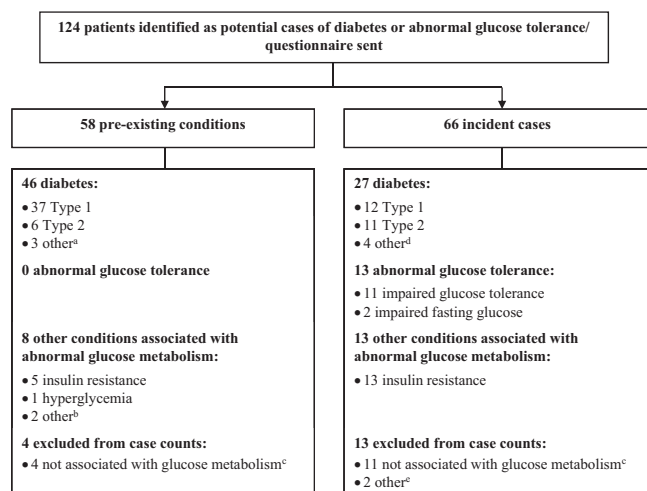 124 patients identified as potential cases of diabetes or abnormal glucose tolerance/
questionnaire sent
58 pre-existing conditions
66 incident cases
46 diabetes:
• 37 Type 1
• 6 Type 2
• 3 otherᵃ
0 abnormal glucose tolerance
8 other conditions associated with
abnormal glucose metabolism:
• 5 insulin resistance
• 1 hyperglycemia
• 2 otherᵇ
4 excluded from case counts:
• 4 not associated with glucose metabolismᶜ
27 diabetes:
• 12 Type 1
• 11 Type 2
• 4 otherᵈ
13 abnormal glucose tolerance:
• 11 impaired glucose tolerance
• 2 impaired fasting glucose
13 other conditions associated with
abnormal glucose metabolism:
• 13 insulin resistance
13 excluded from case counts:
• 11 not associated with glucose metabolismᶜ
• 2 otherᵉ